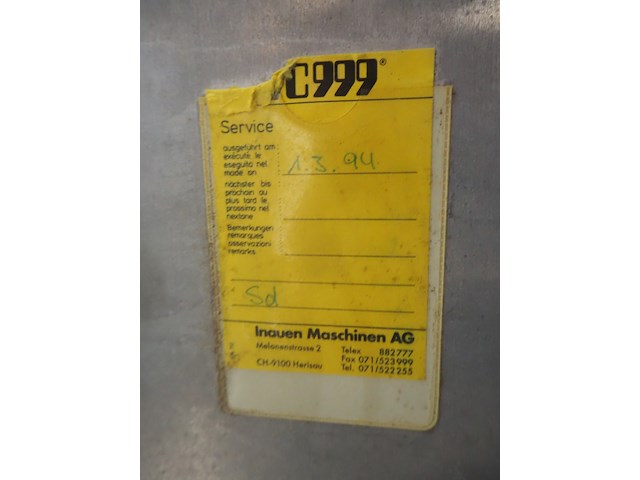 C999®
Service
ausgeführt am
exécuté le
eseguito nel
made on
1.3.94
nächster bis
prochain au
plus tard le
prossimo nel
nextone
Bemerkungen
remarques
osservazioni
remarks
Sd
Inauen Maschinen AG
Melonenstrasse 2
CH-9100 Herisau
Telex 882777
Fax 071/523999
Tel. 071/522255